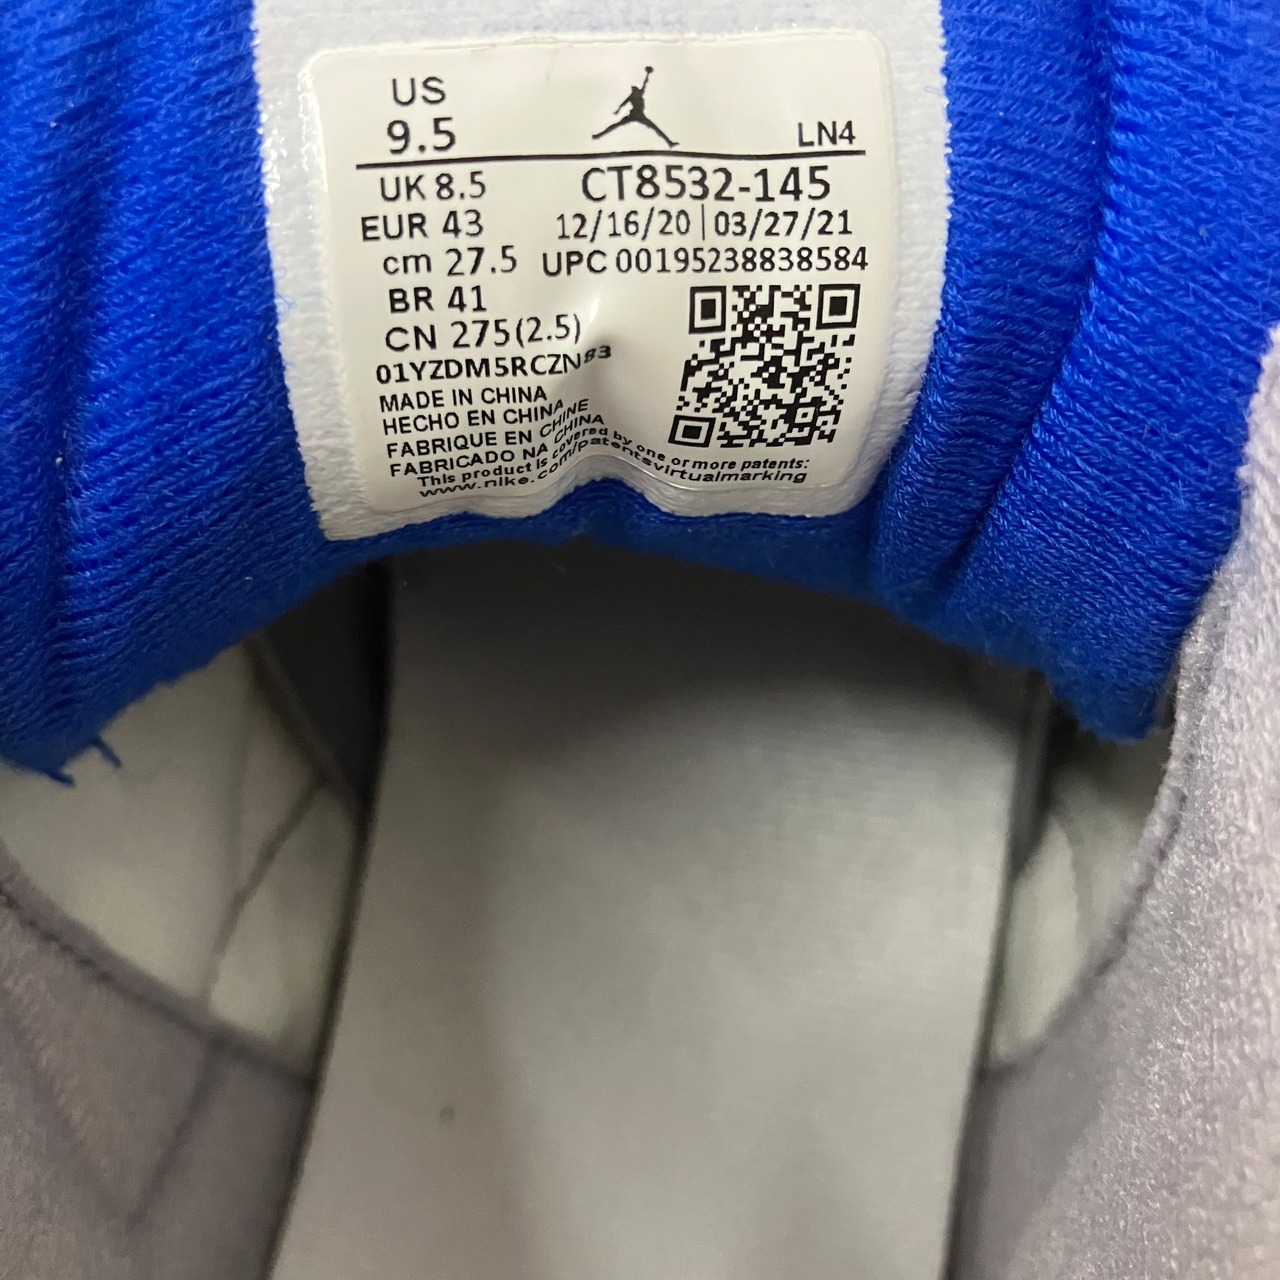 US
9.5
LN4
UK 8.5
CT8532-145
EUR 43
12/16/20 | 03/27/21
cm 27.5
UPC 00195238838584
BR 41
CN 275(2.5)
01YZDM5RCZN83
MADE IN CHINA
HECHO EN CHINA
FABRIQUE EN CHINE
FABRICADO NA CHINA
This product is covered by one or more patents:
www.nike.com/patentsvirtualmarking